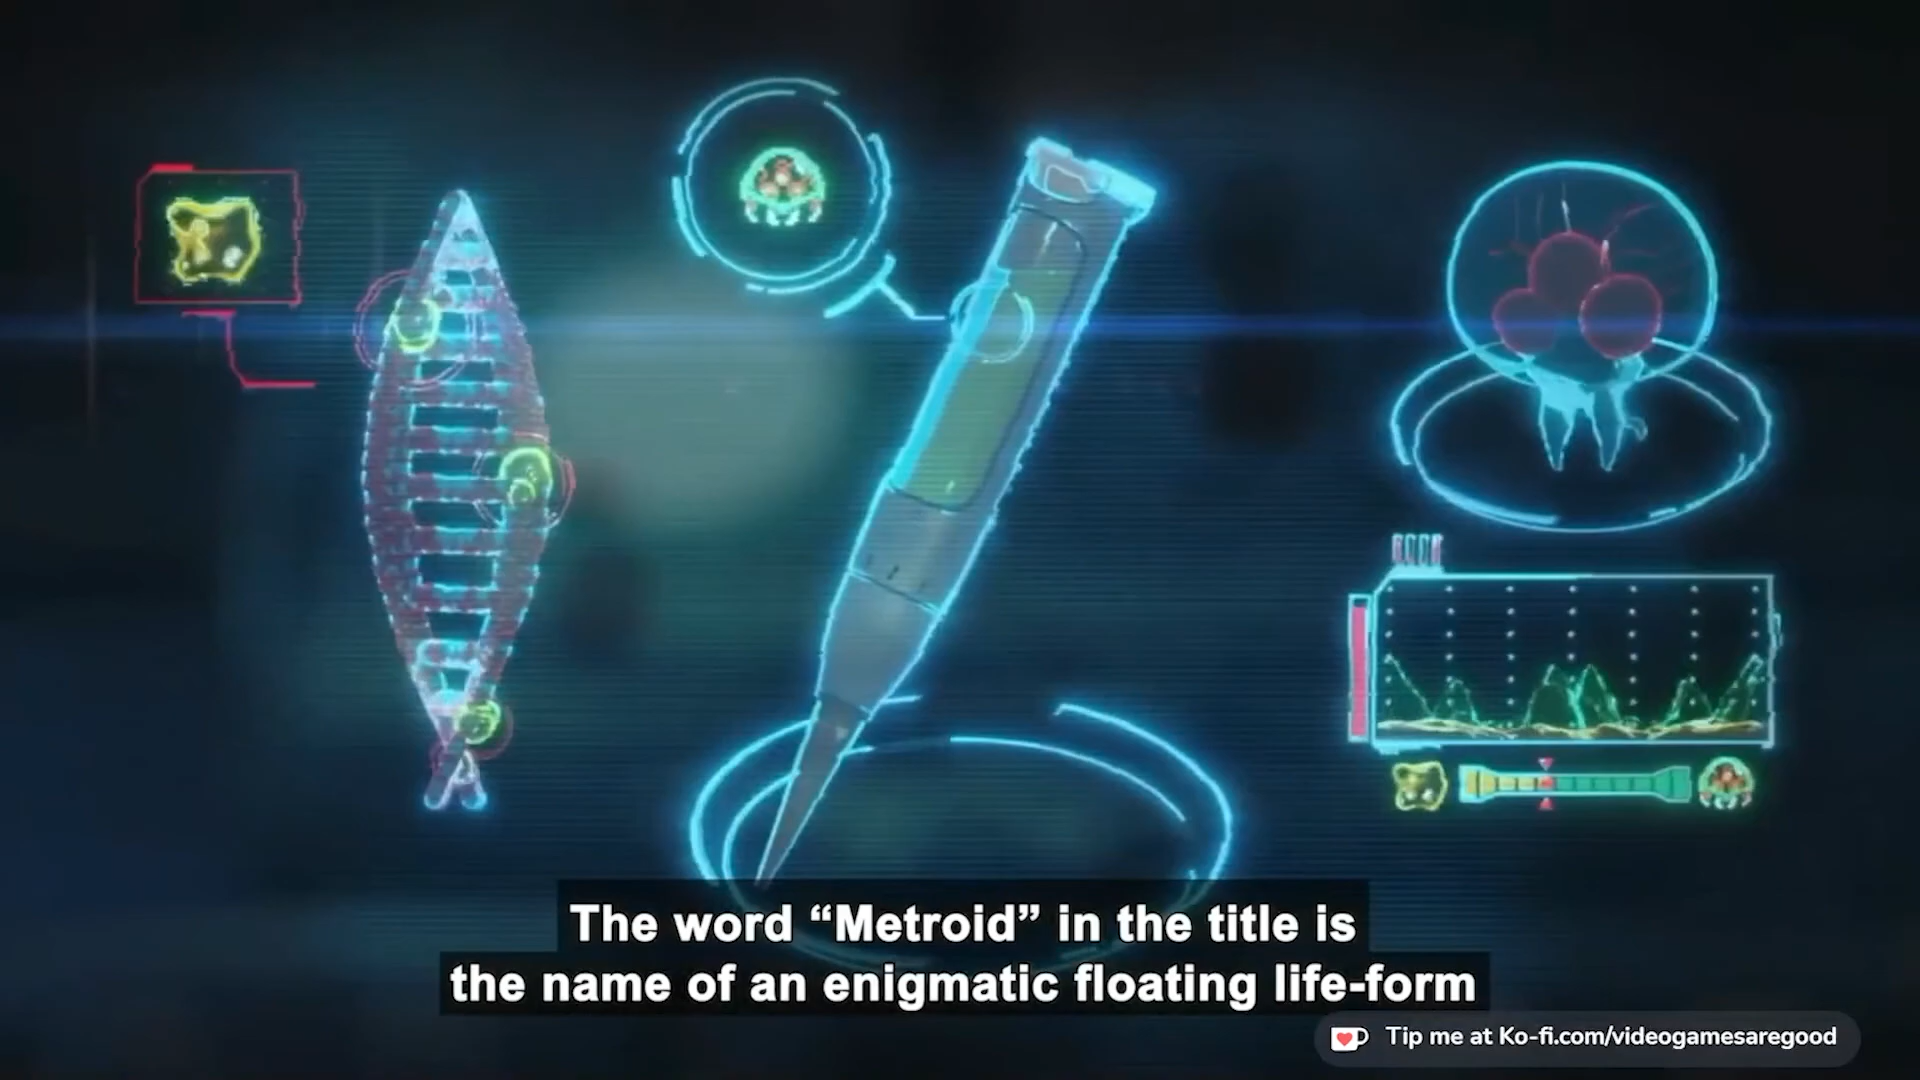 The word “Metroid” in the title is
the name of an enigmatic floating life-form
Tip me at Ko-fi.com/videogamesaregood